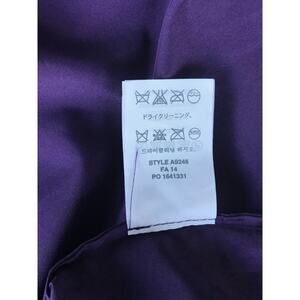 ドライクリーニング。
드라이클리닝 하시오.
STYLE A9246
FA 14
PO 1641331